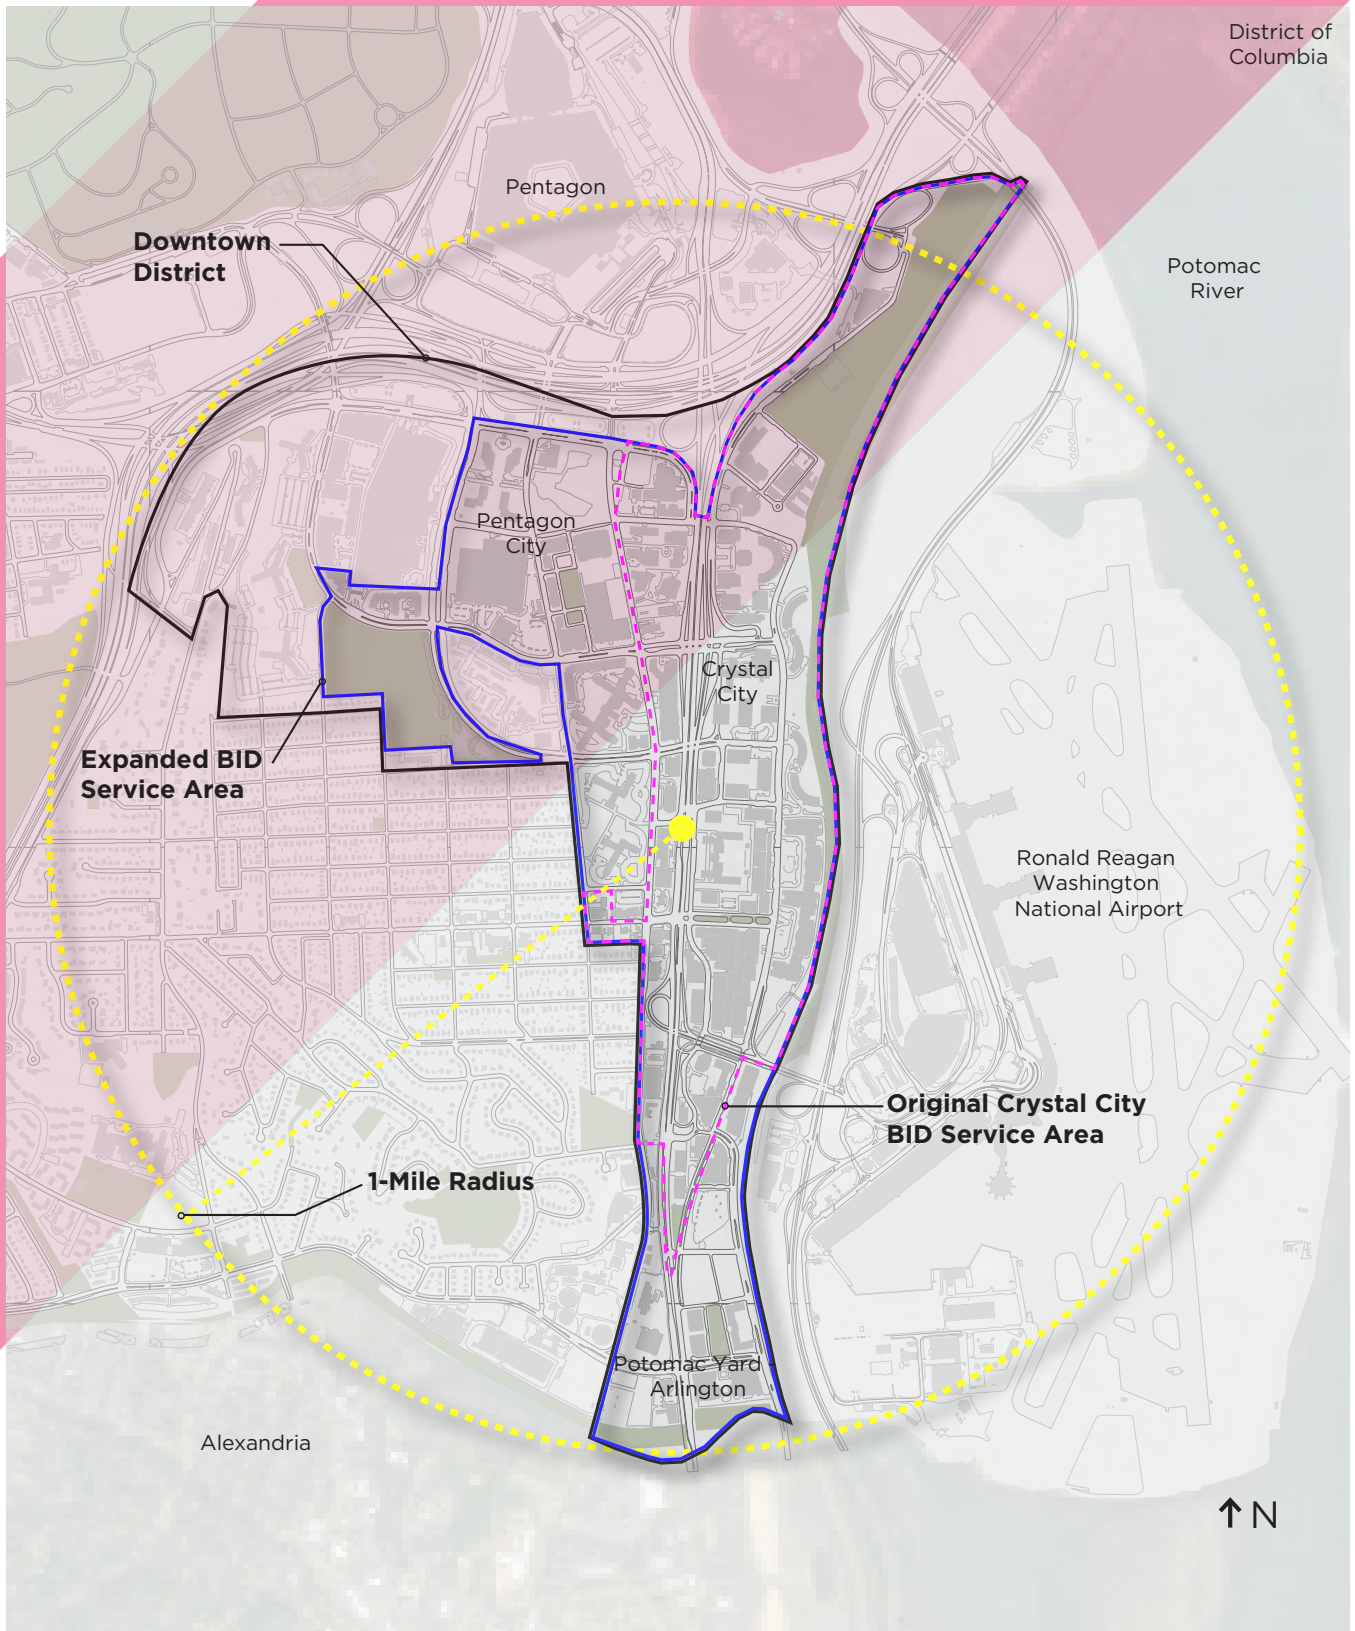 District of
Columbia
Pentagon
Downtown
District
Potomac
River
Pentagon
City
Crystal
City
Expanded BID
Service Area
Ronald Reagan
Washington
National Airport
Original Crystal City
BID Service Area
1-Mile Radius
Potomac Yard
Arlington
Alexandria
N